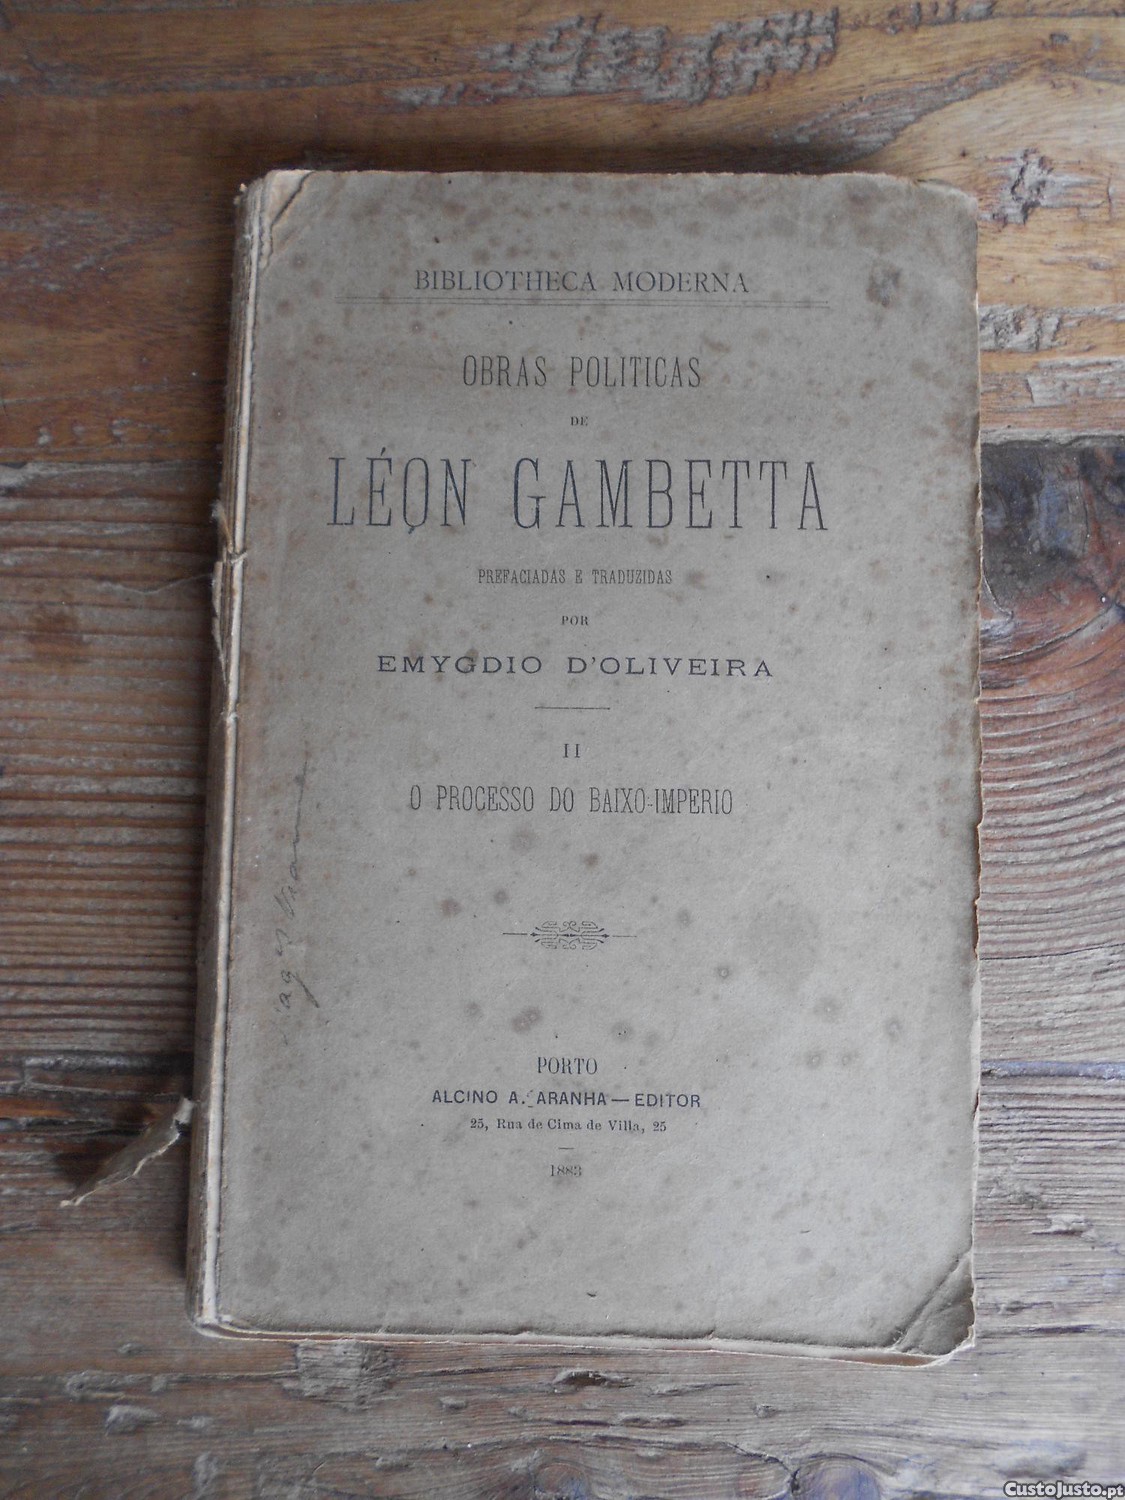 BIBLIOTHECA MODERNA
OBRAS POLITICAS
DE
LÉON GAMBETTA
PREFACIADAS E TRADUZIDAS
POR
EMYGDIO D'OLIVEIRA
II
O PROCESSO DO BAIXO-IMPERIO
PORTO
ALCINO A. ARANHA—EDITOR
25, Rua de Cima de Villa, 25
1883
CustoJusto.pt